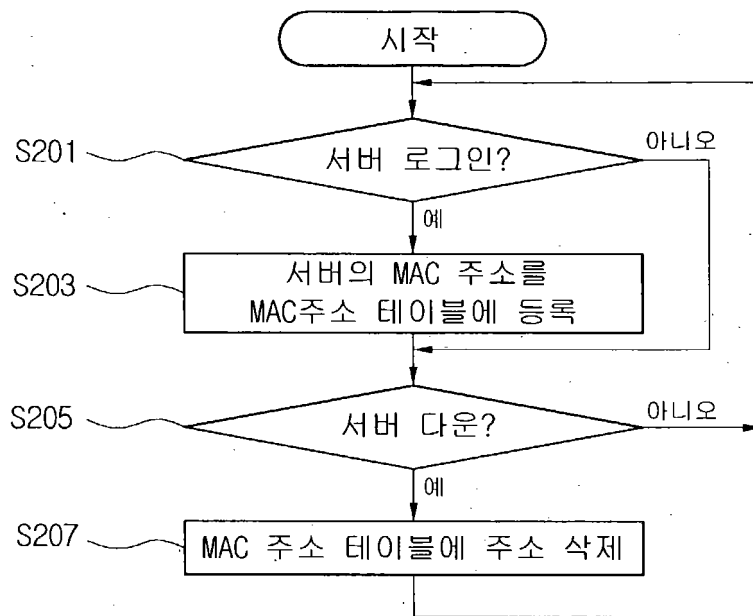 시작
S201
서버 로그인?
아니오
예
S203
서버의 MAC 주소를
MAC주소 테이블에 등록
S205
서버 다운?
아니오
예
S207
MAC 주소 테이블에 주소 삭제